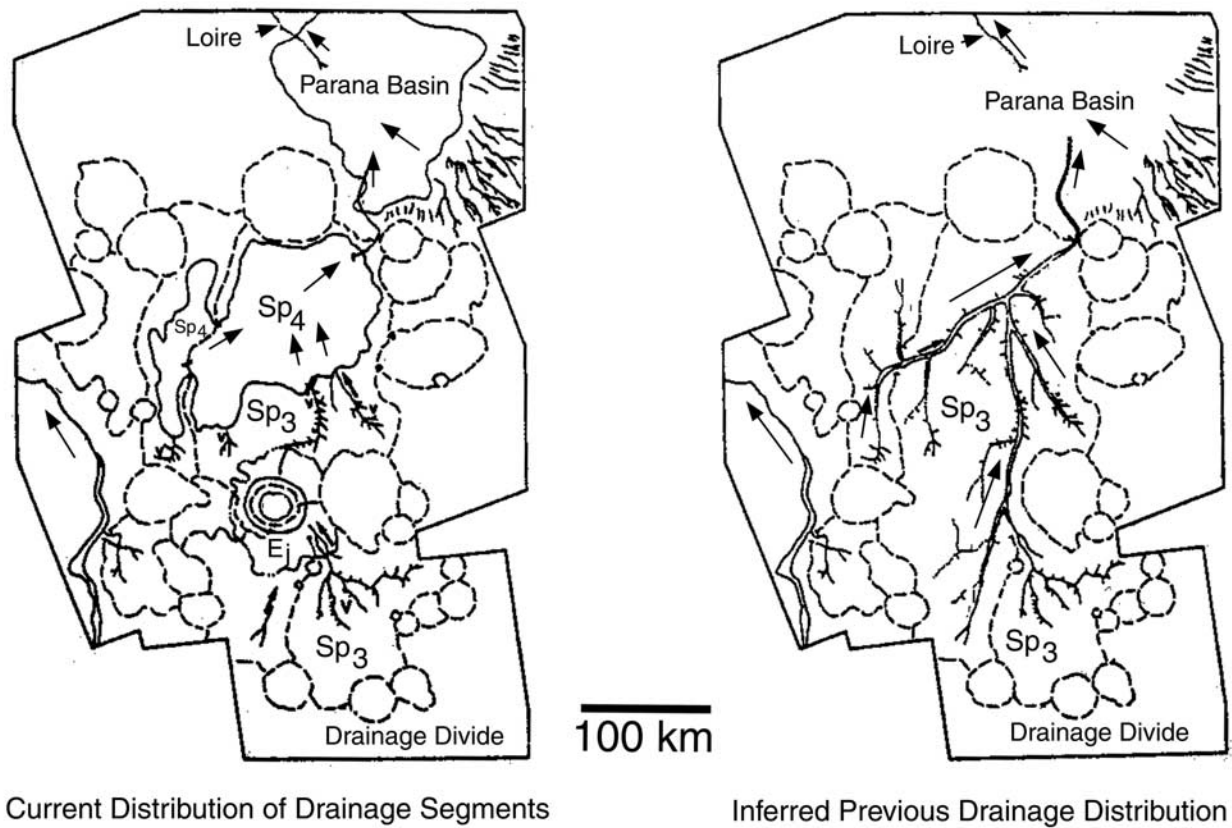 Loire
Parana Basin
Sp4
Sp4
Sp3
Ej
Sp3
Drainage Divide
Current Distribution of Drainage Segments
100 km
Loire
Parana Basin
Sp3
Sp3
Drainage Divide
Inferred Previous Drainage Distribution